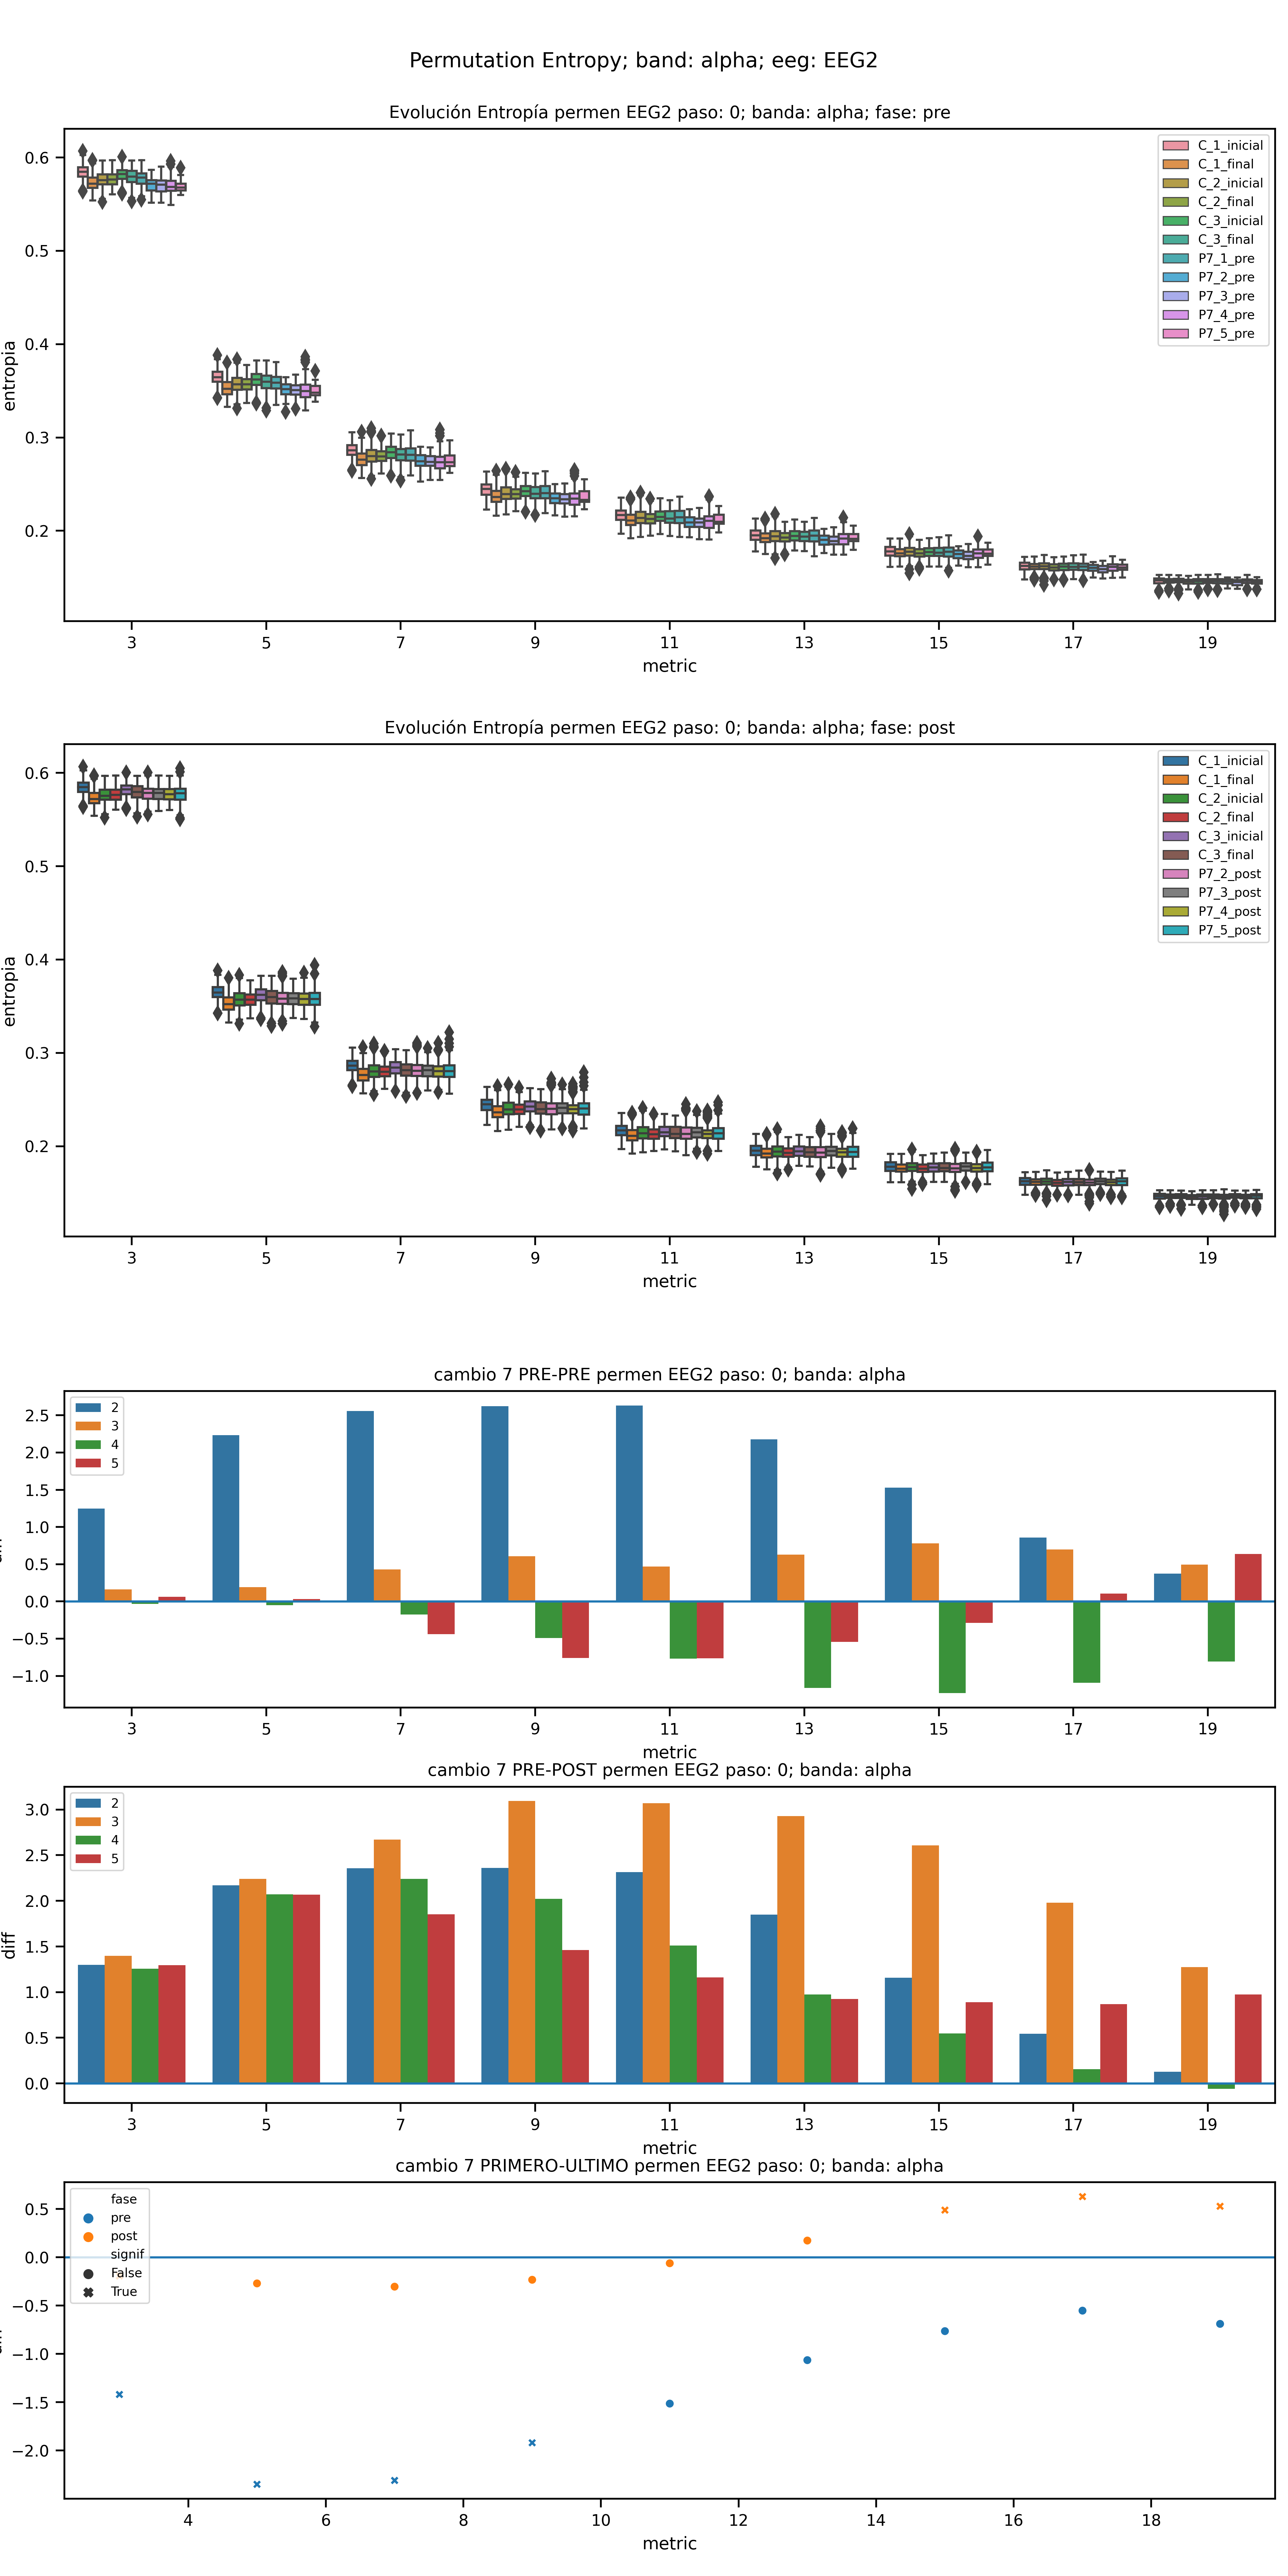 Permutation Entropy; band: alpha; eeg: EEG2
Evolución Entropía permen EEG2 paso: 0; banda: alpha; fase: pre
0.6
0.5
0.4
0.3
0.2
entropia
C_1_inicial
C_1_final
C_2_inicial
C_2_final
C_3_inicial
C_3_final
P7_1_pre
P7_2_pre
P7_3_pre
P7_4_pre
P7_5_pre
3 5 7 9 11 13 15 17 19
metric
Evolución Entropía permen EEG2 paso: 0; banda: alpha; fase: post
0.6
0.5
0.4
0.3
0.2
entropia
C_1_inicial
C_1_final
C_2_inicial
C_2_final
C_3_inicial
C_3_final
P7_2_post
P7_3_post
P7_4_post
P7_5_post
3 5 7 9 11 13 15 17 19
metric
cambio 7 PRE-PRE permen EEG2 paso: 0; banda: alpha
2.5
2.0
1.5
1.0
0.5
0.0
−0.5
−1.0
2
3
4
5
3 5 7 9 11 13 15 17 19
metric
cambio 7 PRE-POST permen EEG2 paso: 0; banda: alpha
3.0
2.5
2.0
1.5
1.0
0.5
0.0
diff
2
3
4
5
3 5 7 9 11 13 15 17 19
metric
cambio 7 PRIMERO-ULTIMO permen EEG2 paso: 0; banda: alpha
0.5
0.0
−0.5
−1.0
−1.5
−2.0
fase
pre
post
signif
False
True
4 6 8 10 12 14 16 18
metric